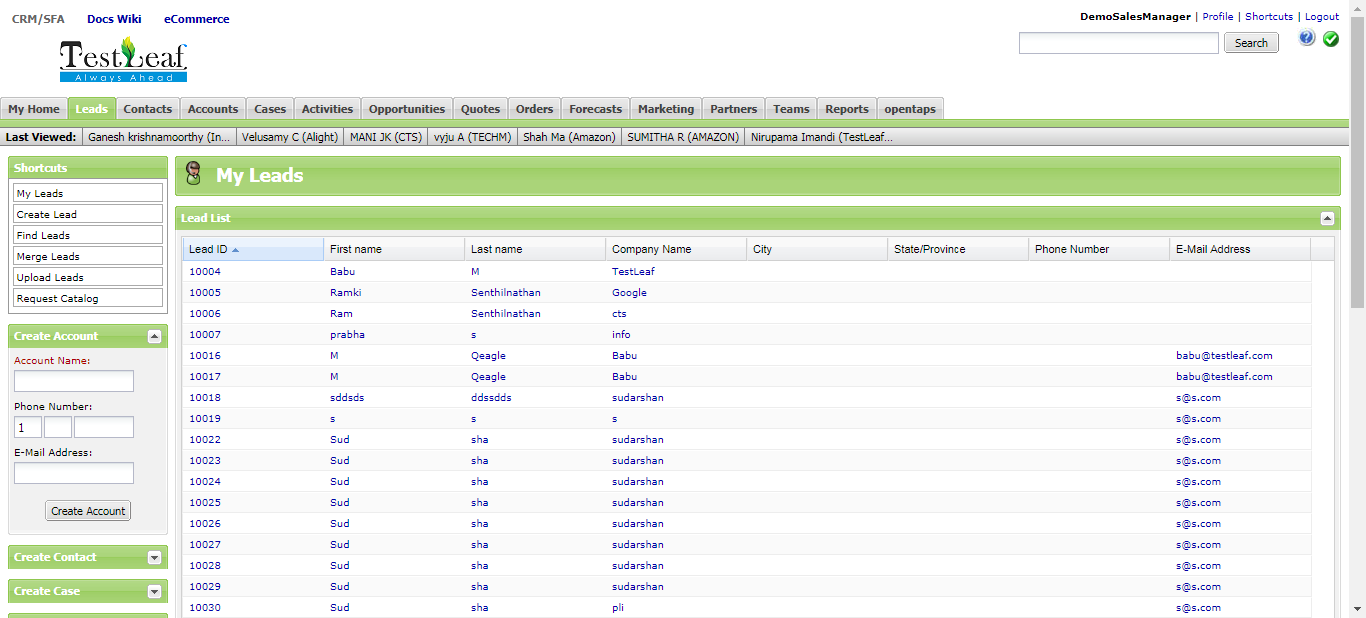 CRM/SFA Docs Wiki eCommerce
DemoSalesManager | Profile | Shortcuts | Logout
TestLeaf
Always Ahead
Search
?
My Home Leads Contacts Accounts Cases Activities Opportunities Quotes Orders Forecasts Marketing Partners Teams Reports opentaps
Last Viewed: Ganesh krishnamoorthy (In... Velusamy C (Alight) MANI JK (CTS) vyju A (TECHM) Shah Ma (Amazon) SUMITHA R (AMAZON) Nirupama Imandi (TestLeaf...
Shortcuts
My Leads
Create Lead
Find Leads
Merge Leads
Upload Leads
Request Catalog
Create Account
Account Name:
Phone Number:
1
E-Mail Address:
Create Account
Create Contact
Create Case
My Leads
Lead List
Lead ID First name Last name Company Name City State/Province Phone Number E-Mail Address
10004 Babu M TestLeaf
10005 Ramki Senthilnathan Google
10006 Ram Senthilnathan cts
10007 prabha s info
10016 M Qeagle Babu babu@testleaf.com
10017 M Qeagle Babu babu@testleaf.com
10018 sddsds ddssdds sudarshan s@s.com
10019 s s s s@s.com
10022 Sud sha sudarshan s@s.com
10023 Sud sha sudarshan s@s.com
10024 Sud sha sudarshan s@s.com
10025 Sud sha sudarshan s@s.com
10026 Sud sha sudarshan s@s.com
10027 Sud sha sudarshan s@s.com
10028 Sud sha sudarshan s@s.com
10029 Sud sha sudarshan s@s.com
10030 Sud sha pli s@s.com